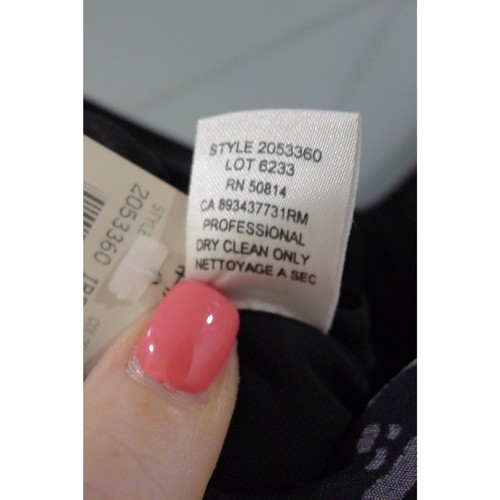 STYLE 2053360
LOT 6233
RN 50814
CA 893437731RM
PROFESSIONAL
DRY CLEAN ONLY
NETTOYAGE A SEC
STYLE
2053360